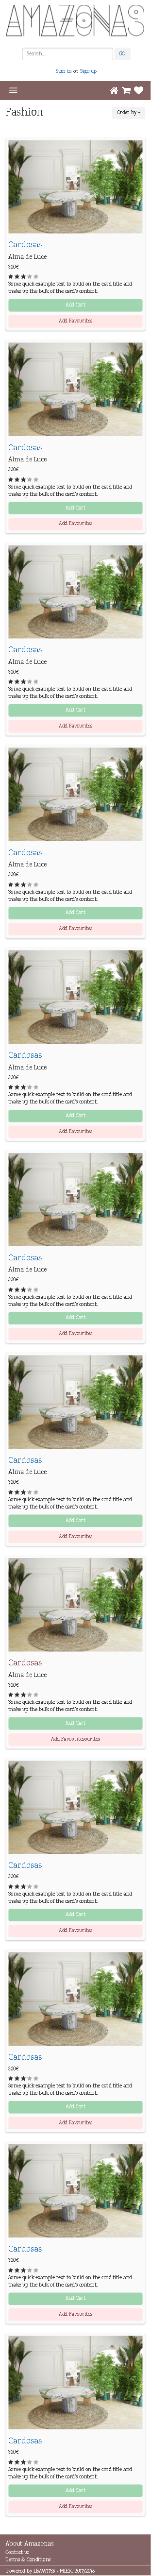 AMAZONAS
Search...
GO!
Sign in or Sign up
Fashion
Order by
Cardosas
Alma de Luce
100€
Some quick example text to build on the card title and
make up the bulk of the card's content.
Add Cart
Add Favourites
Cardosas
Alma de Luce
100€
Some quick example text to build on the card title and
make up the bulk of the card's content.
Add Cart
Add Favourites
Cardosas
Alma de Luce
100€
Some quick example text to build on the card title and
make up the bulk of the card's content.
Add Cart
Add Favourites
Cardosas
Alma de Luce
100€
Some quick example text to build on the card title and
make up the bulk of the card's content.
Add Cart
Add Favourites
Cardosas
Alma de Luce
100€
Some quick example text to build on the card title and
make up the bulk of the card's content.
Add Cart
Add Favourites
Cardosas
Alma de Luce
100€
Some quick example text to build on the card title and
make up the bulk of the card's content.
Add Cart
Add Favourites
Cardosas
Alma de Luce
100€
Some quick example text to build on the card title and
make up the bulk of the card's content.
Add Cart
Add Favourites
Cardosas
Alma de Luce
100€
Some quick example text to build on the card title and
make up the bulk of the card's content.
Add Cart
Add Favouritesourites
Cardosas
100€
Some quick example text to build on the card title and
make up the bulk of the card's content.
Add Cart
Add Favourites
Cardosas
100€
Some quick example text to build on the card title and
make up the bulk of the card's content.
Add Cart
Add Favourites
Cardosas
100€
Some quick example text to build on the card title and
make up the bulk of the card's content.
Add Cart
Add Favourites
Cardosas
100€
Some quick example text to build on the card title and
make up the bulk of the card's content.
Add Cart
Add Favourites
About Amazonas
Contact us
Terms & Conditions
Powered by LBAW1716 - MIEIC 2017/2018